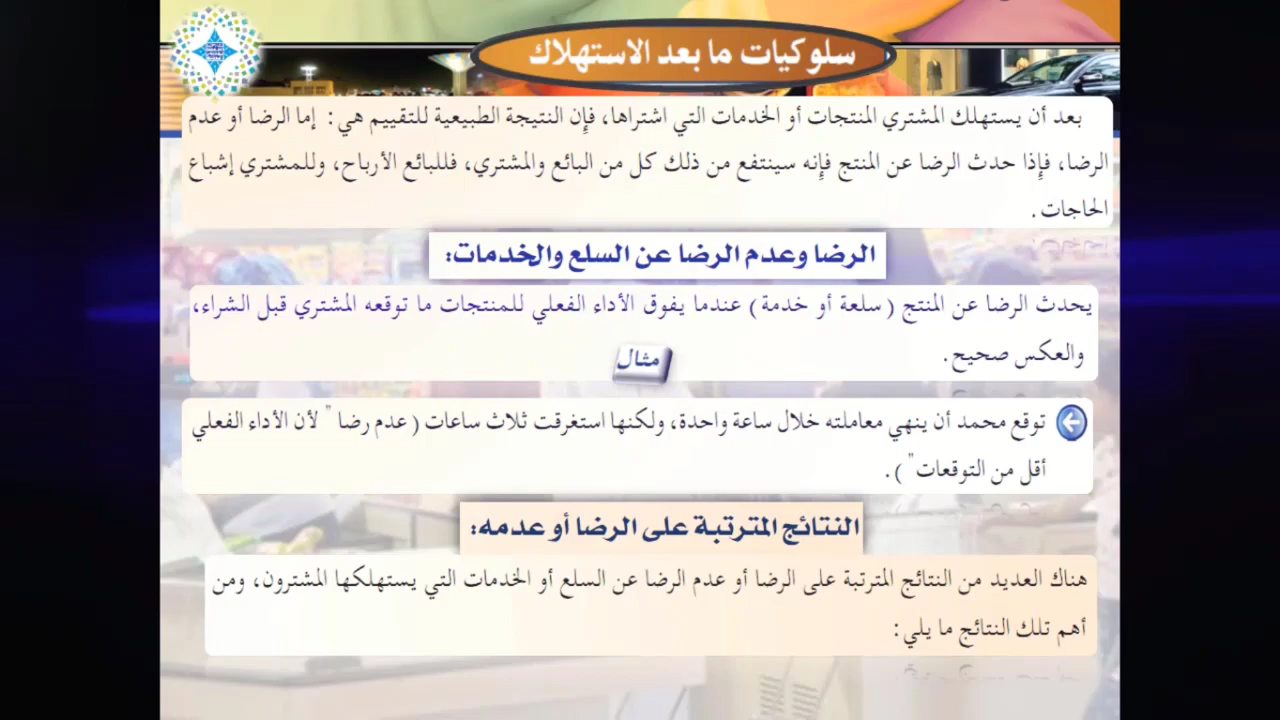 سلوكيات ما بعد الاستهلاك
بعد أن يستهلك المشتري المنتجات أو الخدمات التي اشتراها، فإن النتيجة الطبيعية للتقييم هي: إما الرضا أو عدم
الرضا، فإذا حدث الرضا عن المنتج فإنه سينتفع من ذلك كل من البائع والمشتري، فللبائع الأرباح، وللمشتري إشباع
الحاجات.
الرضا وعدم الرضا عن السلع والخدمات:
يحدث الرضا عن المنتج (سلعة أو خدمة) عندما يفوق الأداء الفعلي للمنتجات ما توقعه المشتري قبل الشراء،
والعكس صحيح.
مثال
توقع محمد أن ينهي معاملته خلال ساعة واحدة، ولكنها استغرقت ثلاث ساعات (عدم رضا " لأن الأداء الفعلي
أقل من التوقعات" ).
النتائج المترتبة على الرضا أو عدمه:
هناك العديد من النتائج المترتبة على الرضا أو عدم الرضا عن السلع أو الخدمات التي يستهلكها المشترون، ومن
أهم تلك النتائج ما يلي: